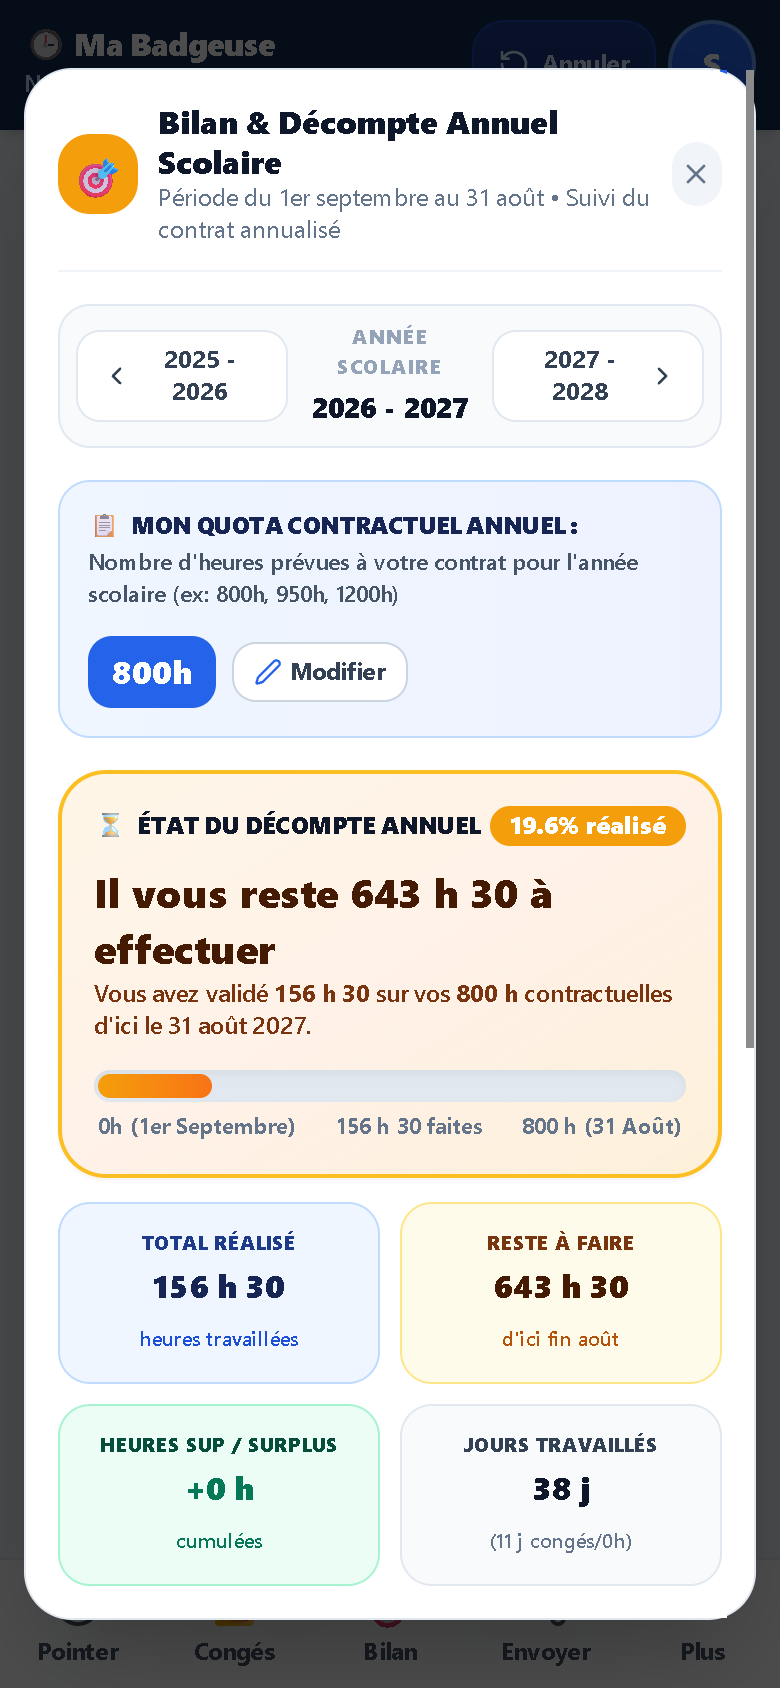 Ma Badgeuse
Annuler
Bilan & Décompte Annuel
Scolaire
Période du 1er septembre au 31 août • Suivi du
contrat annualisé
2025 -
2026
ANNÉE
SCOLAIRE
2026 - 2027
2027 -
2028
MON QUOTA CONTRACTUEL ANNUEL :
Nombre d'heures prévues à votre contrat pour l'année
scolaire (ex: 800h, 950h, 1200h)
800h
Modifier
ÉTAT DU DÉCOMPTE ANNUEL
19.6% réalisé
Il vous reste 643 h 30 à
effectuer
Vous avez validé 156 h 30 sur vos 800 h contractuelles
d'ici le 31 août 2027.
0h (1er Septembre)
156 h 30 faites
800 h (31 Août)
TOTAL RÉALISÉ
156 h 30
heures travaillées
RESTE À FAIRE
643 h 30
d'ici fin août
HEURES SUP / SURPLUS
+0 h
cumulées
JOURS TRAVAILLÉS
38 j
(11 j congés/0h)
Pointer
Congés
Bilan
Envoyer
Plus